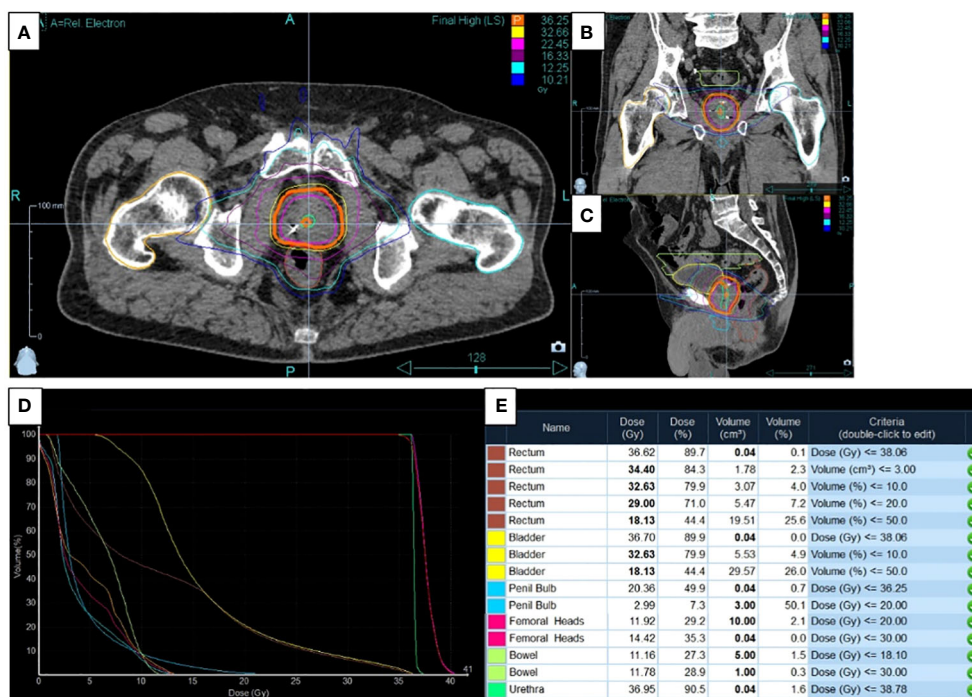 A
A=Rel. Electron
A
Final High (LS)
P 36.25
32.66
22.45
16.33
12.25
10.21
Gy
R
L
100 mm
0
P
128
B
Final High (LS)
R
L
C
Final High (LS)
A
P
D
Volume(%)
100
90
80
70
60
50
40
30
20
10
0 5 10 15 20 25 30 35 40
41
Dose (Gy)
E
Name Dose (Gy) Dose (%) Volume (cm³) Volume (%) Criteria (double-click to edit)
Rectum 36.62 89.7 0.04 0.1 Dose (Gy) <= 38.06
Rectum 34.40 84.3 1.78 2.3 Volume (cm³) <= 3.00
Rectum 32.63 79.9 3.07 4.0 Volume (%) <= 10.0
Rectum 29.00 71.0 5.47 7.2 Volume (%) <= 20.0
Rectum 18.13 44.4 19.51 25.6 Volume (%) <= 50.0
Bladder 36.70 89.9 0.04 0.0 Dose (Gy) <= 38.06
Bladder 32.63 79.9 5.53 4.9 Volume (%) <= 10.0
Bladder 18.13 44.4 29.57 26.0 Volume (%) <= 50.0
Penil Bulb 20.36 49.9 0.04 0.7 Dose (Gy) <= 36.25
Penil Bulb 2.99 7.3 3.00 50.1 Dose (Gy) <= 20.00
Femoral Heads 11.92 29.2 10.00 2.1 Dose (Gy) <= 20.00
Femoral Heads 14.42 35.3 0.04 0.0 Dose (Gy) <= 30.00
Bowel 11.16 27.3 5.00 1.5 Dose (Gy) <= 18.10
Bowel 11.78 28.9 1.00 0.3 Dose (Gy) <= 30.00
Urethra 36.95 90.5 0.04 1.6 Dose (Gy) <= 38.78